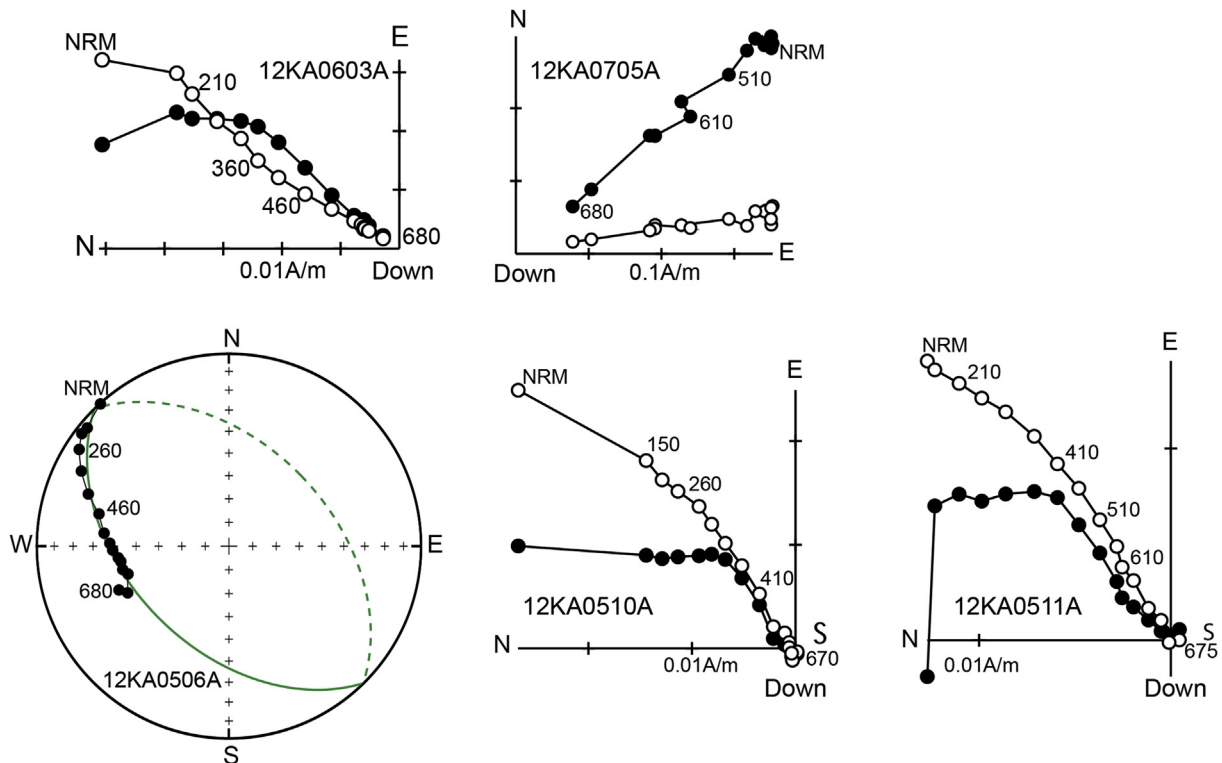 NRM
E
210
12KA0603A
360
460
N
680
0.01A/m
Down
N
12KA0705A
NRM
510
610
680
E
Down
0.1A/m
N
NRM
260
460
W
E
680
12KA0506A
S
E
NRM
150
260
410
12KA0510A
N
S
0.01A/m
670
Down
E
NRM
210
410
510
610
12KA0511A
N
S
0.01A/m
675
Down